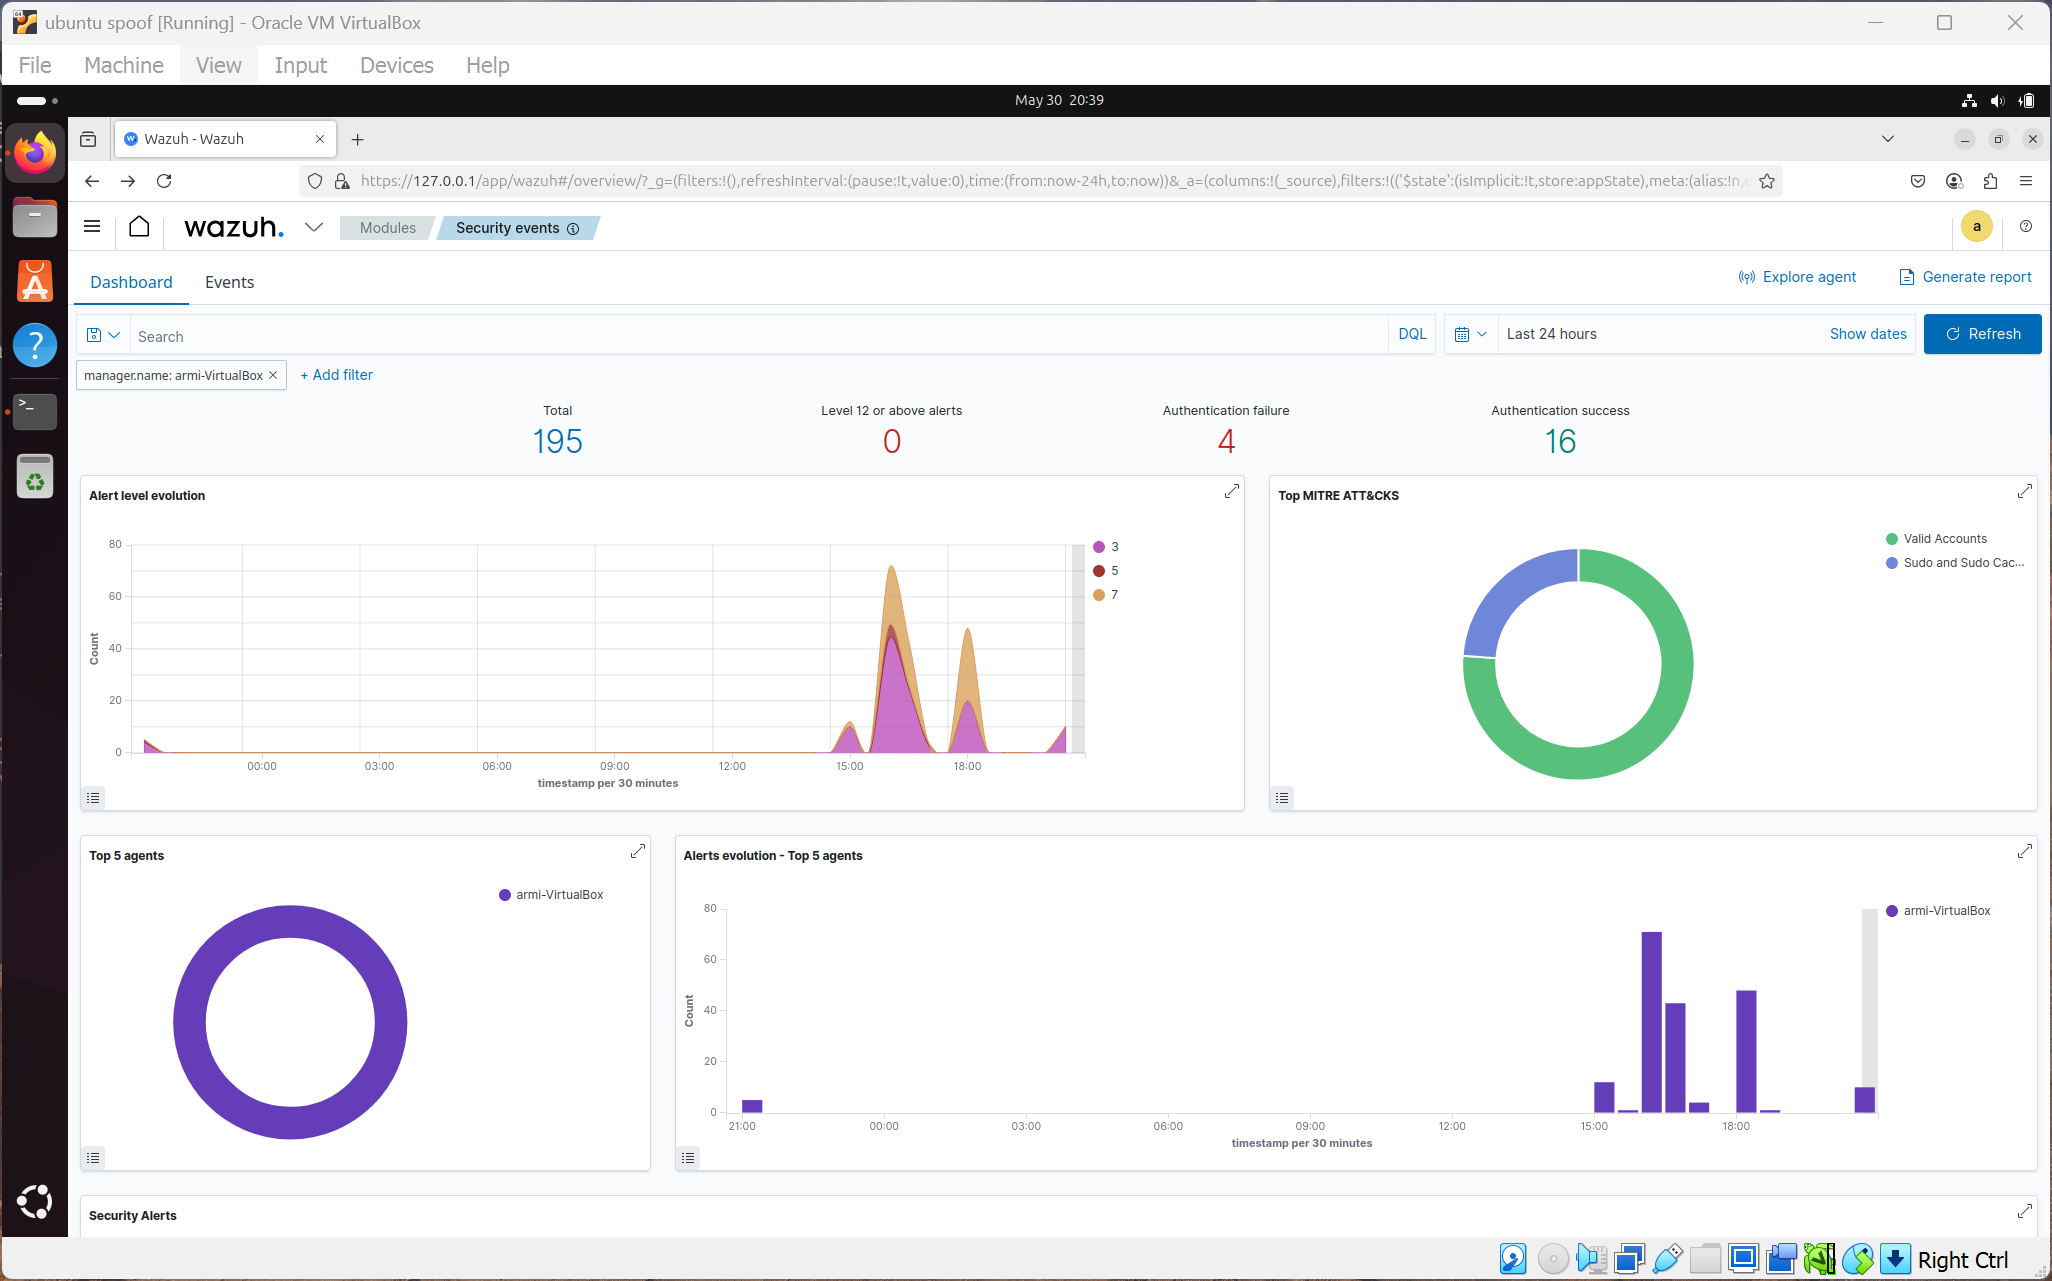 ubuntu spoof [Running] - Oracle VM VirtualBox
File Machine View Input Devices Help
May 30 20:39
Wazuh - Wazuh
https://127.0.0.1/app/wazuh#/overview/?_g=(filters:!(),refreshInterval:(pause:!t,value:0),time:(from:now-24h,to:now))&_a=(columns:!(_source),filters:!(('$state':(isImplicit:!t,store:appState),meta:(alias:!n,
wazuh. Modules Security events a
Dashboard Events Explore agent Generate report
Search DQL Last 24 hours Show dates Refresh
manager.name: armi-VirtualBox + Add filter
Total Level 12 or above alerts Authentication failure Authentication success
195 0 4 16
Alert level evolution
80
60
40
20
0
Count
00:00 03:00 06:00 09:00 12:00 15:00 18:00
timestamp per 30 minutes
3
5
7
Top MITRE ATT&CKS
Valid Accounts
Sudo and Sudo Cac...
Top 5 agents
armi-VirtualBox
Alerts evolution - Top 5 agents
80
60
40
20
0
Count
21:00 00:00 03:00 06:00 09:00 12:00 15:00 18:00
timestamp per 30 minutes
armi-VirtualBox
Security Alerts
Right Ctrl